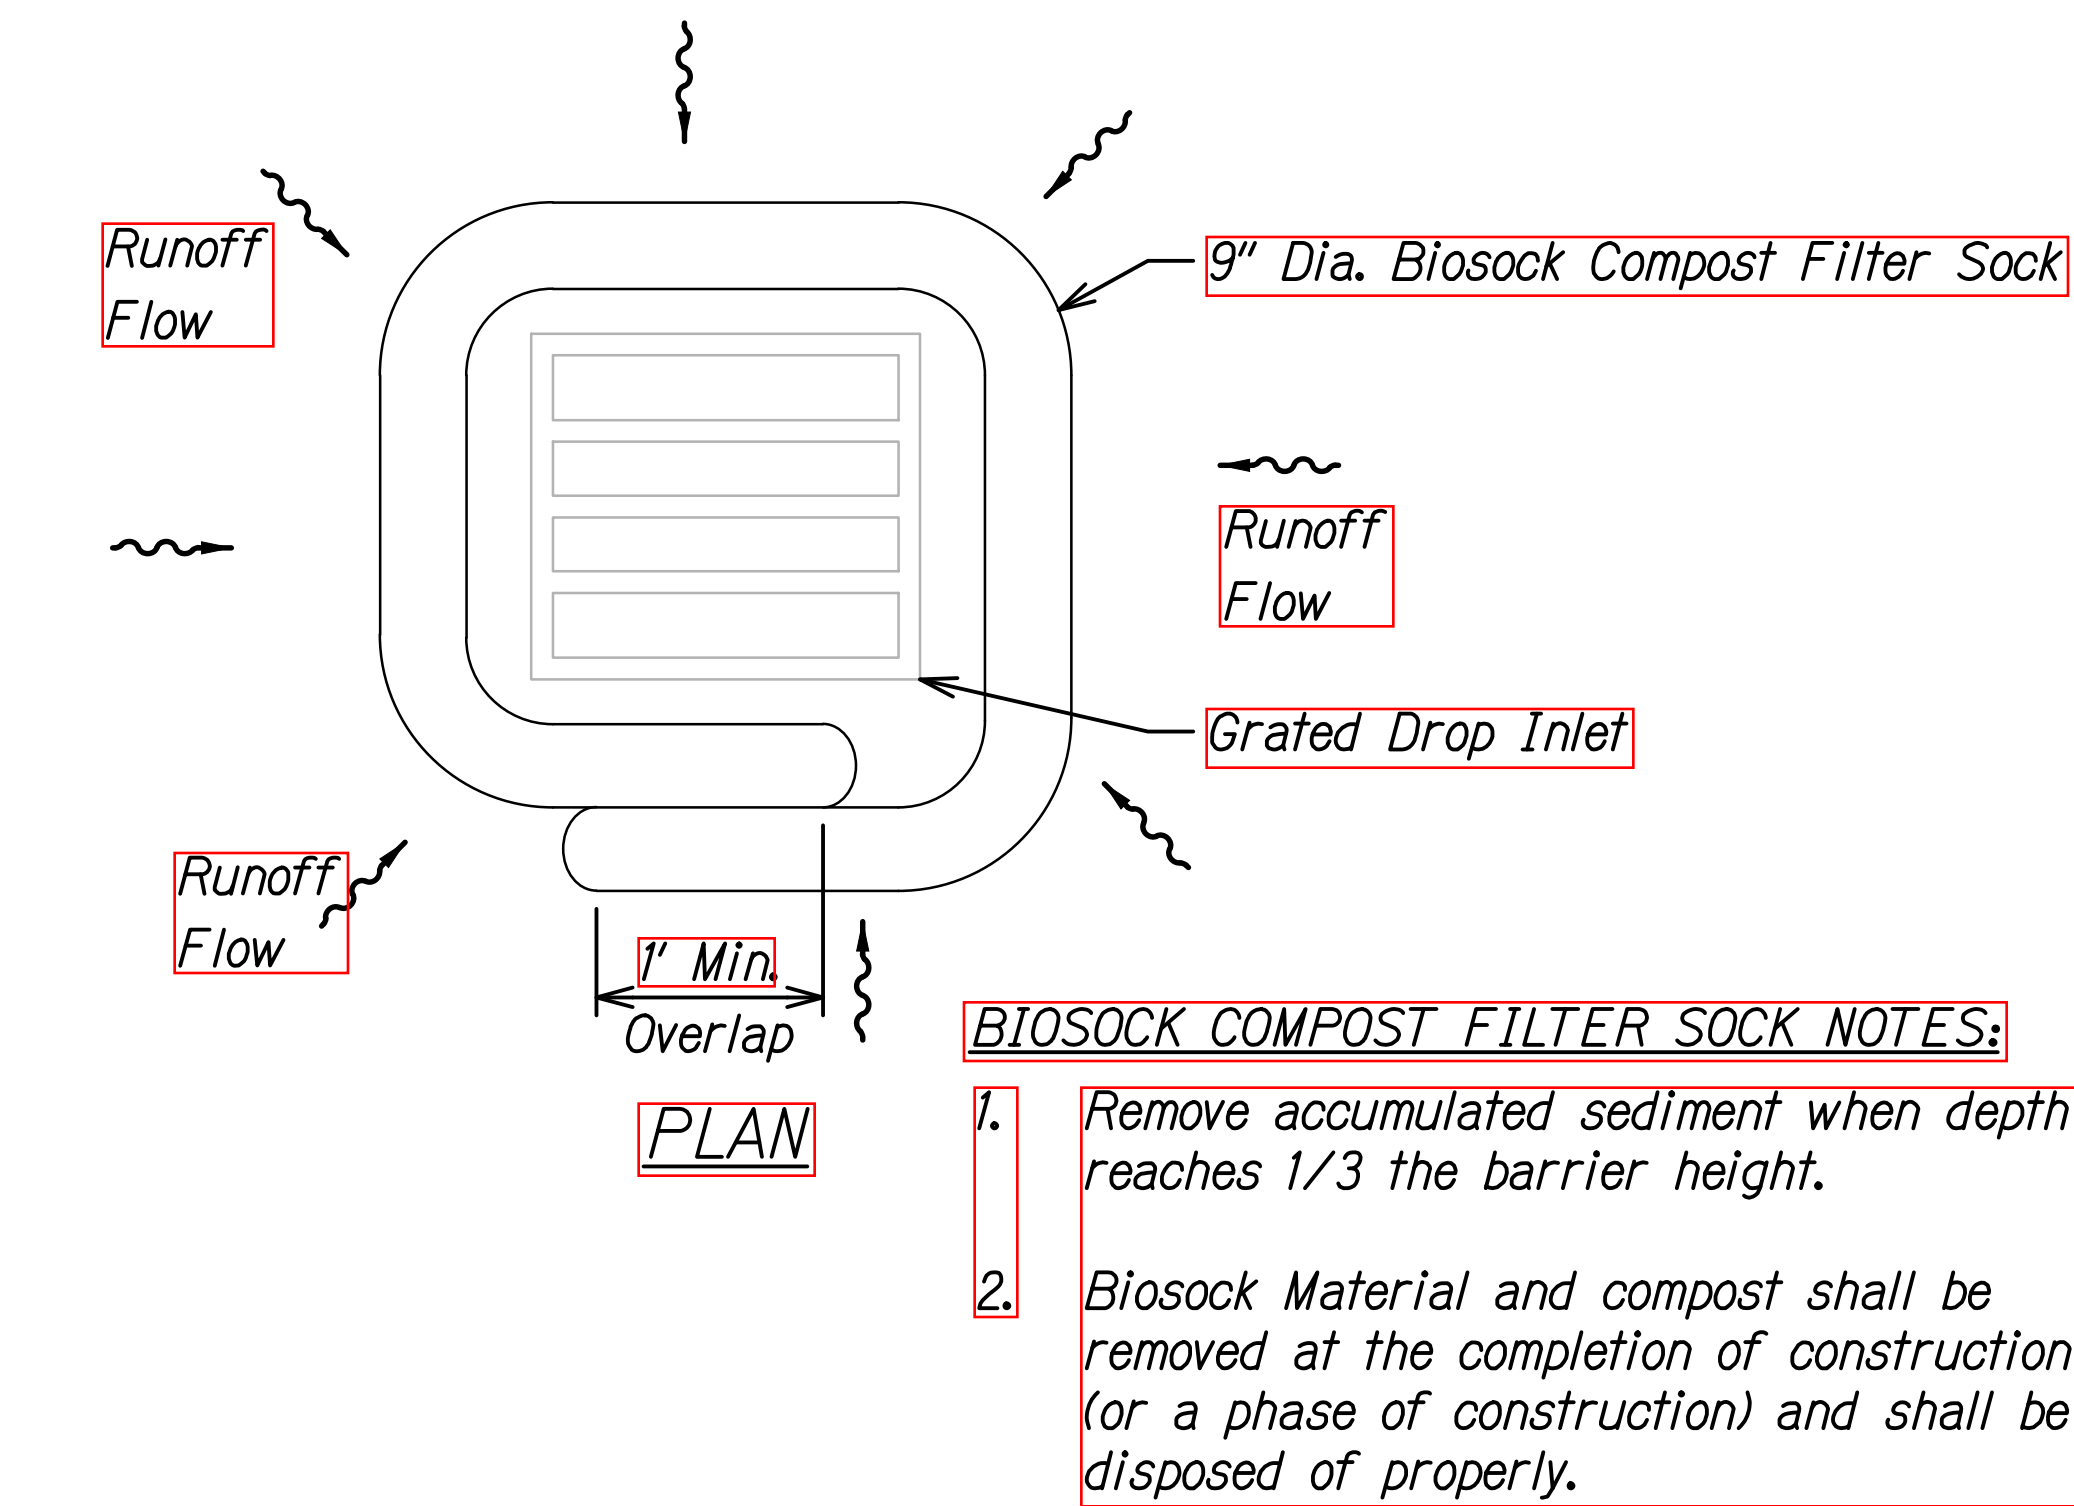 Runoff
Flow
9" Dia. Biosock Compost Filter Sock
Runoff
Flow
Grated Drop Inlet
Runoff
Flow
1' Min.
Overlap
PLAN
BIOSOCK COMPOST FILTER SOCK NOTES:
1. Remove accumulated sediment when depth
reaches 1/3 the barrier height.
2. Biosock Material and compost shall be
removed at the completion of construction
(or a phase of construction) and shall be
disposed of properly.